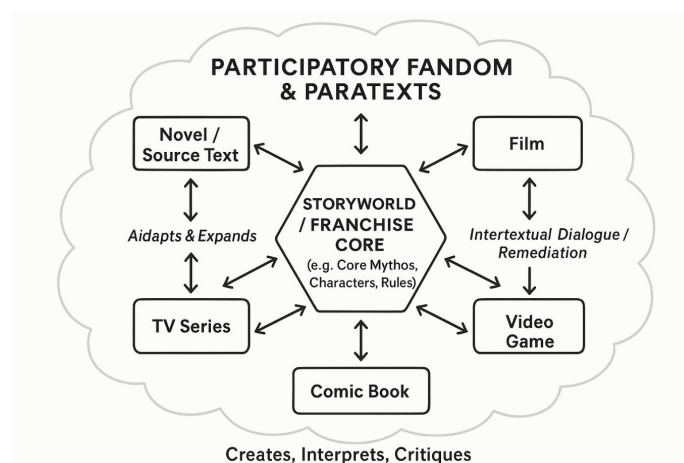 PARTICIPATORY FANDOM
& PARATEXTS
Novel /
Source Text
Film
STORYWORLD
/ FRANCHISE
CORE
(e.g. Core Mythos,
Characters, Rules)
Aidapts & Expands
Intertextual Dialogue /
Remediation
TV Series
Video
Game
Comic Book
Creates, Interprets, Critiques